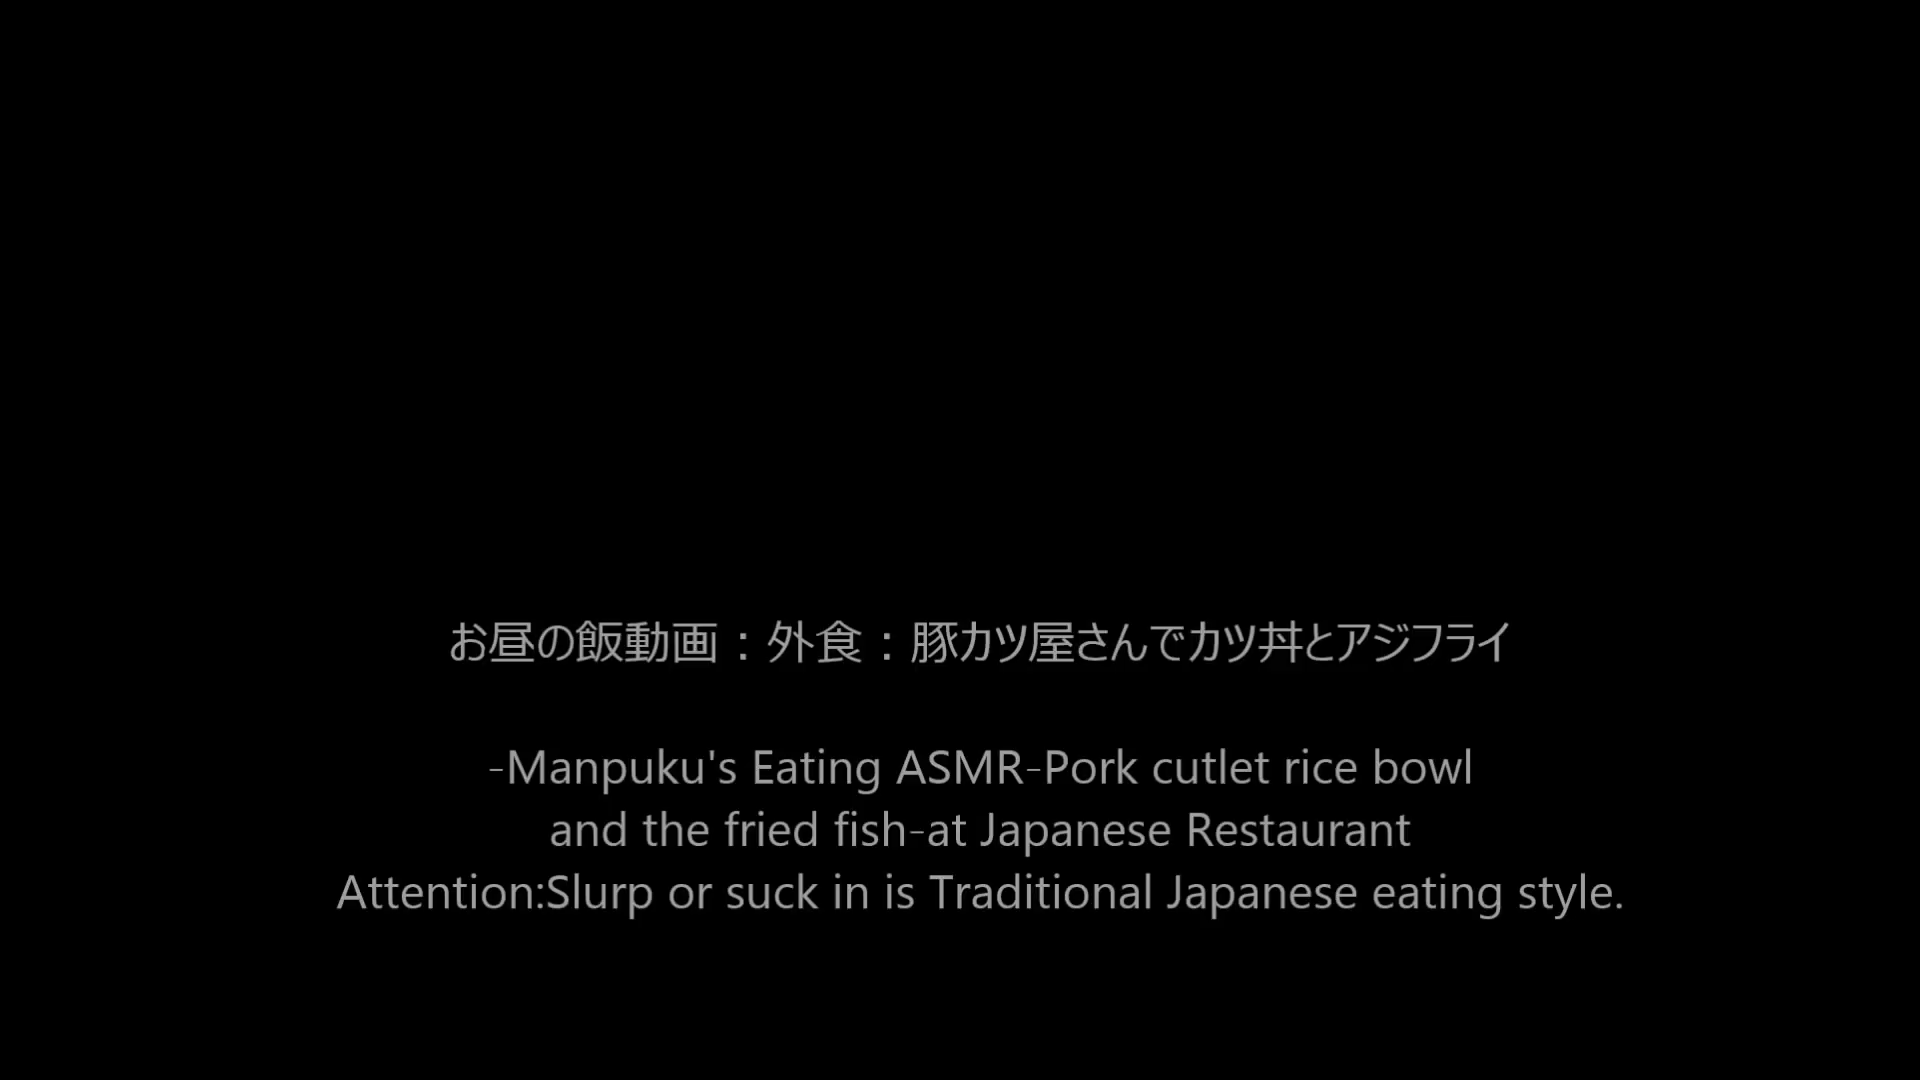 お昼の飯動画：外食：豚カツ屋さんでカツ丼とアジフライ
-Manpuku's Eating ASMR-Pork cutlet rice bowl
and the fried fish-at Japanese Restaurant
Attention:Slurp or suck in is Traditional Japanese eating style.